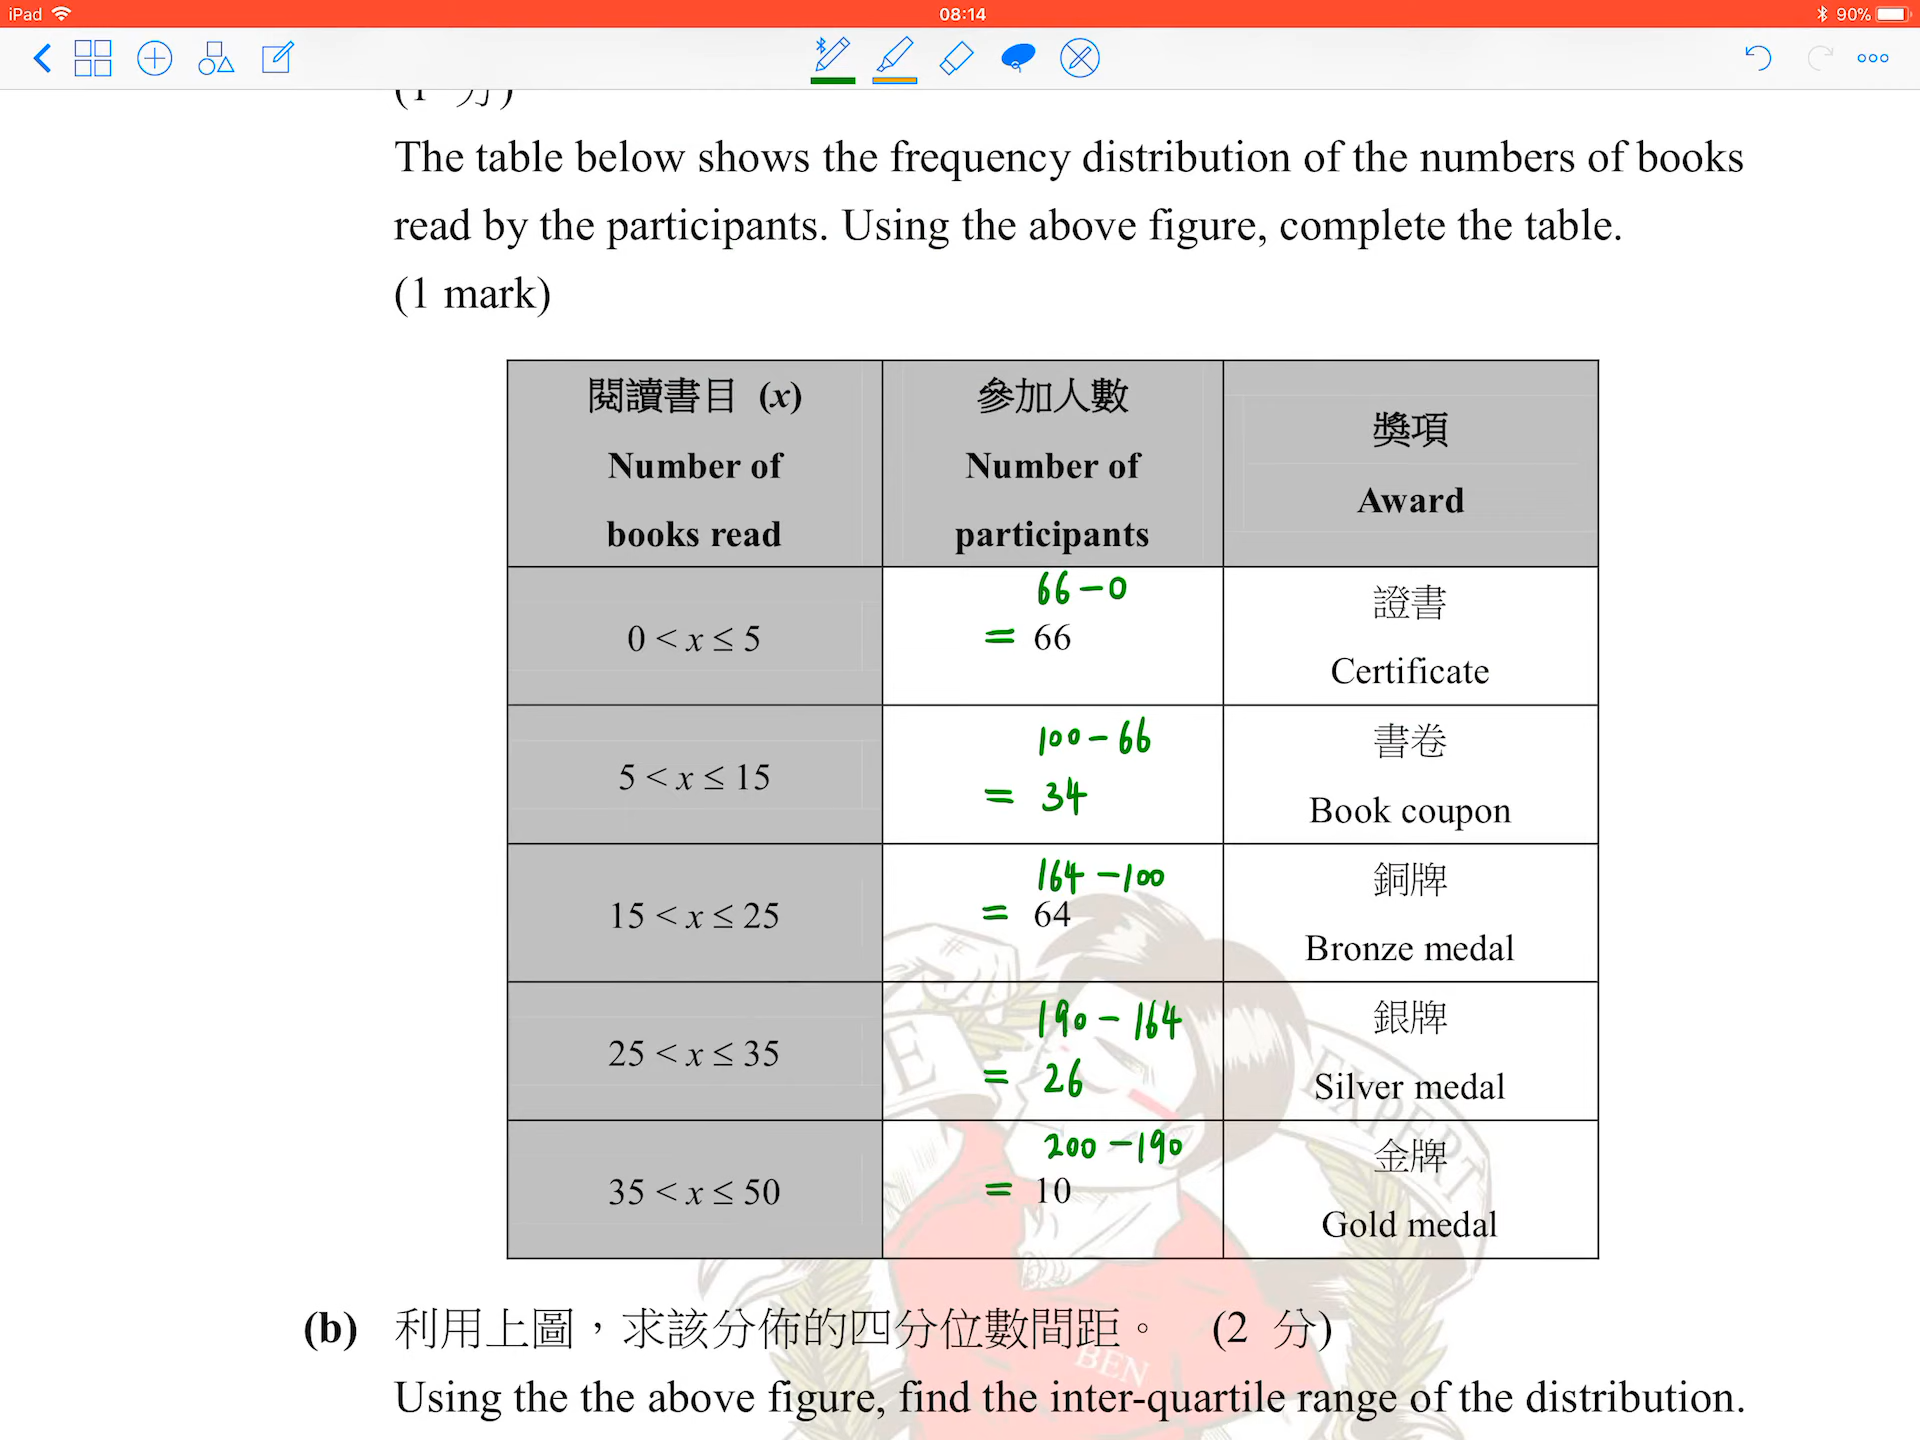 iPad
08:14
90%
(1 分)
The table below shows the frequency distribution of the numbers of books
read by the participants. Using the above figure, complete the table.
(1 mark)
閱讀書目 (x)
Number of
books read
參加人數
Number of
participants
獎項
Award
0 < x ≤ 5
66 - 0
= 66
證書
Certificate
5 < x ≤ 15
100 - 66
= 34
書卷
Book coupon
15 < x ≤ 25
164 - 100
= 64
銅牌
Bronze medal
25 < x ≤ 35
190 - 164
= 26
銀牌
Silver medal
35 < x ≤ 50
200 - 190
= 10
金牌
Gold medal
EXPERT
BEN
(b) 利用上圖，求該分佈的四分位數間距。 (2 分)
Using the the above figure, find the inter-quartile range of the distribution.